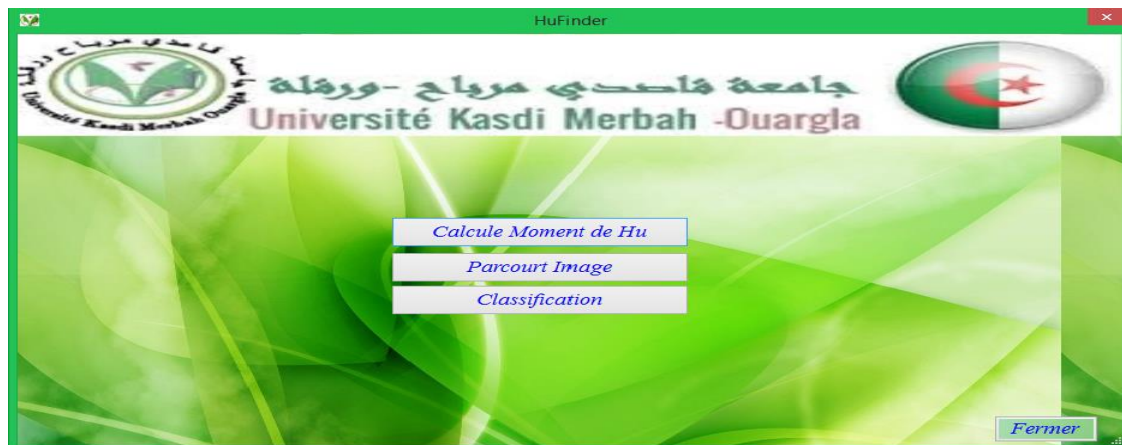 HuFinder
جامعة قاصدي مرباح - ورقلة
Université Kasdi Merbah -Ouargla
Calcule Moment de Hu
Parcourt Image
Classification
Fermer